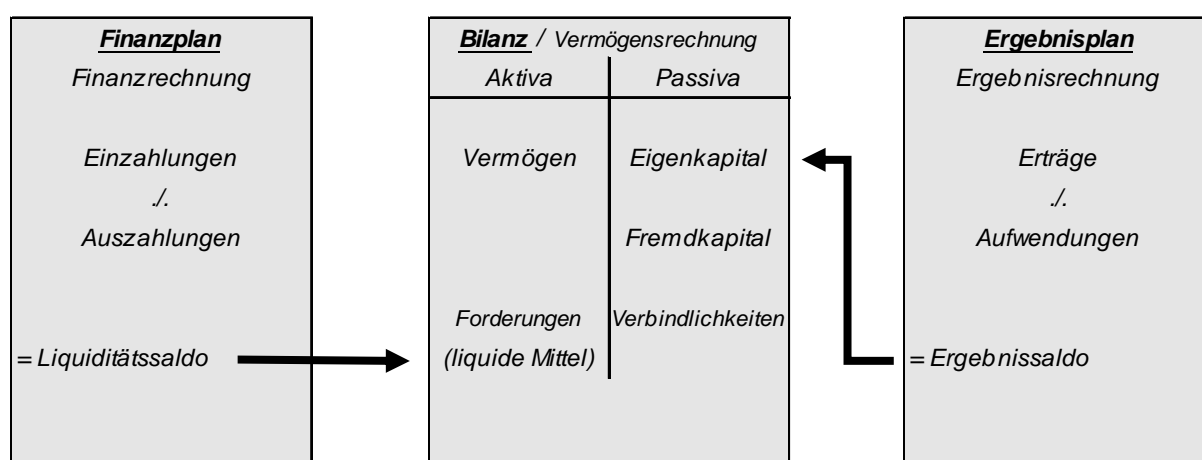 Finanzplan
Finanzrechnung
Einzahlungen
./.
Auszahlungen
= Liquiditätssaldo
Bilanz / Vermögensrechnung
Aktiva Passiva
Vermögen Eigenkapital
Fremdkapital
Forderungen Verbindlichkeiten
(liquide Mittel)
Ergebnisplan
Ergebnisrechnung
Erträge
./.
Aufwendungen
= Ergebnissaldo